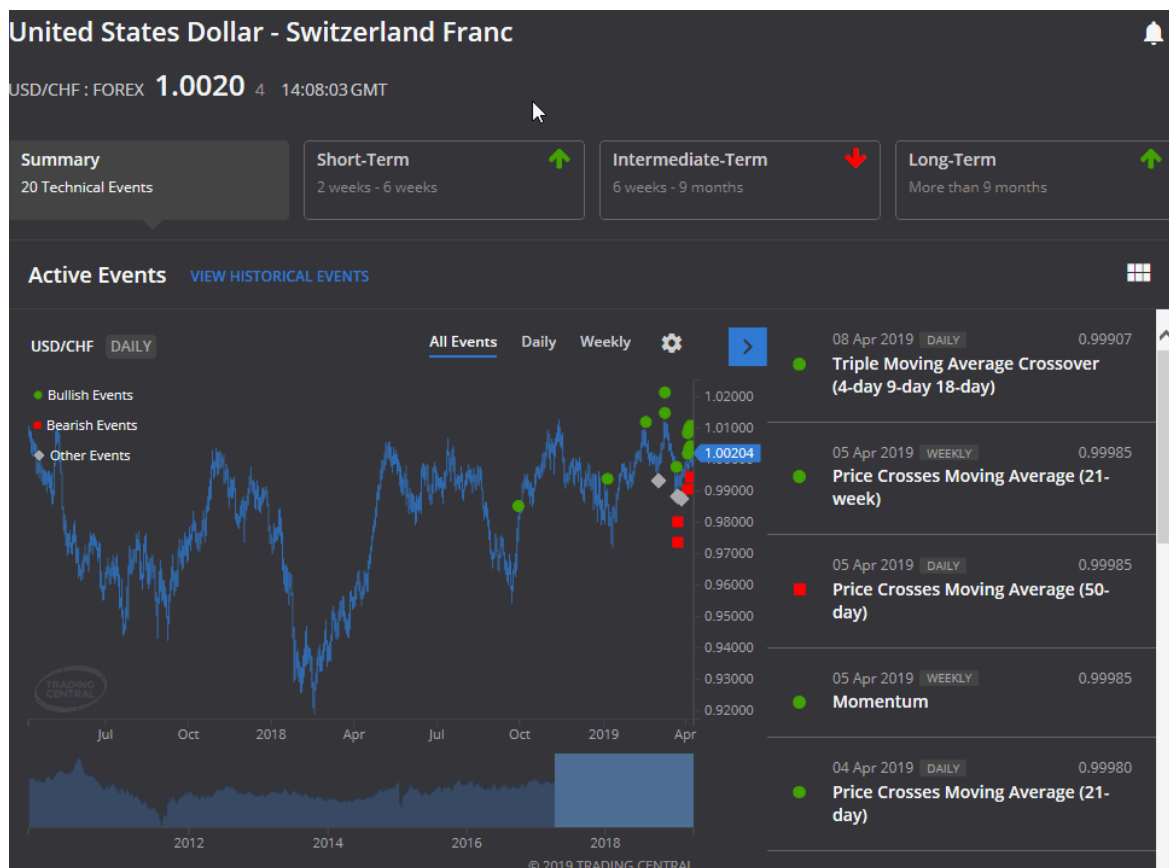 United States Dollar - Switzerland Franc
USD/CHF : FOREX 1.0020 4 14:08:03 GMT
Summary
20 Technical Events
Short-Term
2 weeks - 6 weeks
Intermediate-Term
6 weeks - 9 months
Long-Term
More than 9 months
Active Events VIEW HISTORICAL EVENTS
USD/CHF DAILY
All Events Daily Weekly
Bullish Events
Bearish Events
Other Events
1.02000
1.01000
1.00204
0.99000
0.98000
0.97000
0.96000
0.95000
0.94000
0.93000
0.92000
TRADING
CENTRAL
Jul Oct 2018 Apr Jul Oct 2019 Apr
2012 2014 2016 2018
© 2019 TRADING CENTRAL
08 Apr 2019 DAILY 0.99907
Triple Moving Average Crossover
(4-day 9-day 18-day)
05 Apr 2019 WEEKLY 0.99985
Price Crosses Moving Average (21-
week)
05 Apr 2019 DAILY 0.99985
Price Crosses Moving Average (50-
day)
05 Apr 2019 WEEKLY 0.99985
Momentum
04 Apr 2019 DAILY 0.99980
Price Crosses Moving Average (21-
day)